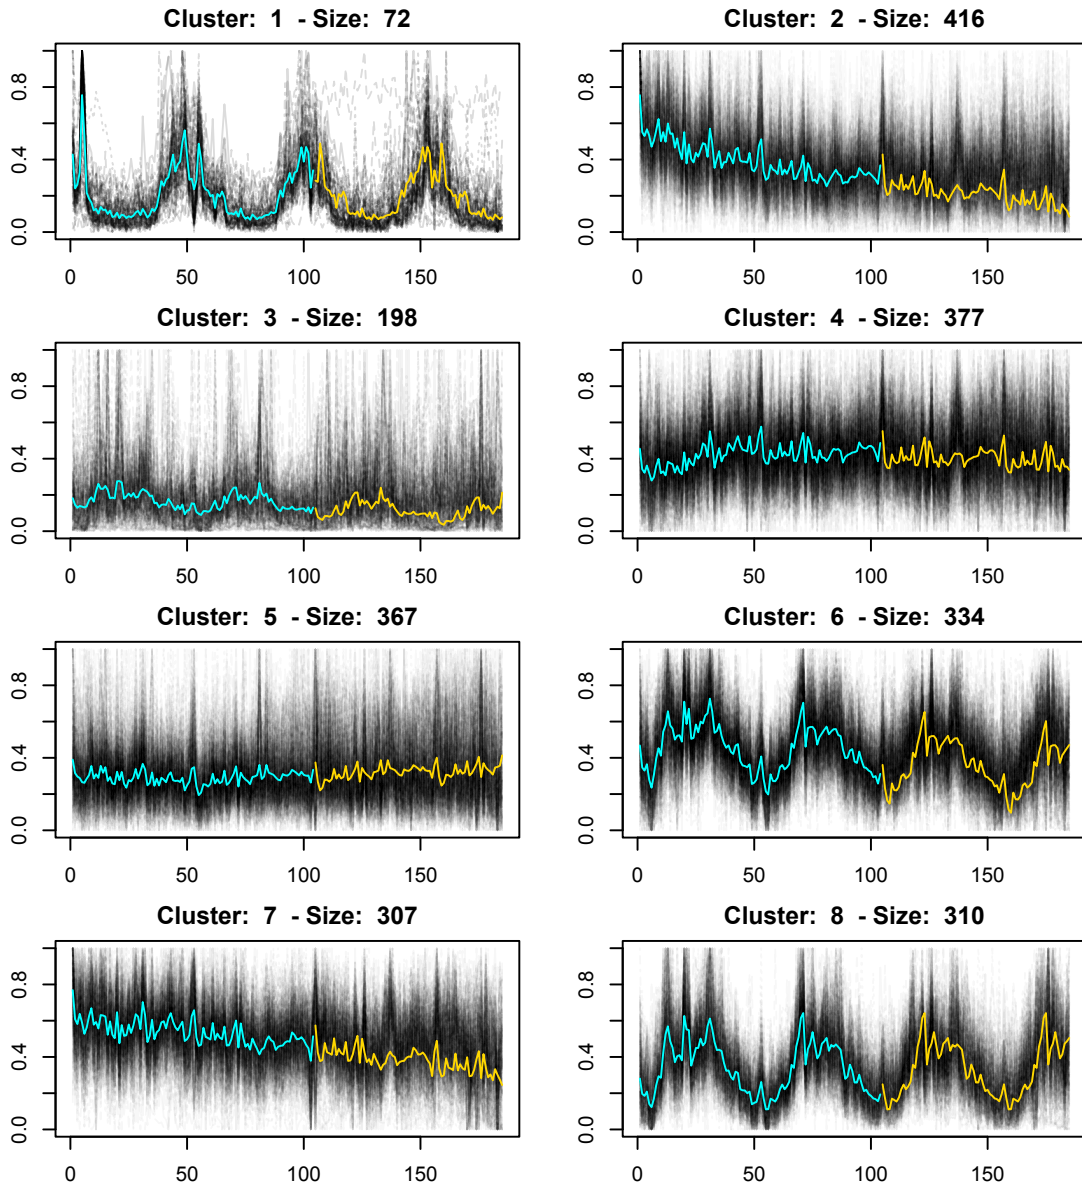 Cluster: 1 - Size: 72
0.0 0.4 0.8
0 50 100 150
Cluster: 2 - Size: 416
0.0 0.4 0.8
0 50 100 150
Cluster: 3 - Size: 198
0.0 0.4 0.8
0 50 100 150
Cluster: 4 - Size: 377
0.0 0.4 0.8
0 50 100 150
Cluster: 5 - Size: 367
0.0 0.4 0.8
0 50 100 150
Cluster: 6 - Size: 334
0.0 0.4 0.8
0 50 100 150
Cluster: 7 - Size: 307
0.0 0.4 0.8
0 50 100 150
Cluster: 8 - Size: 310
0.0 0.4 0.8
0 50 100 150